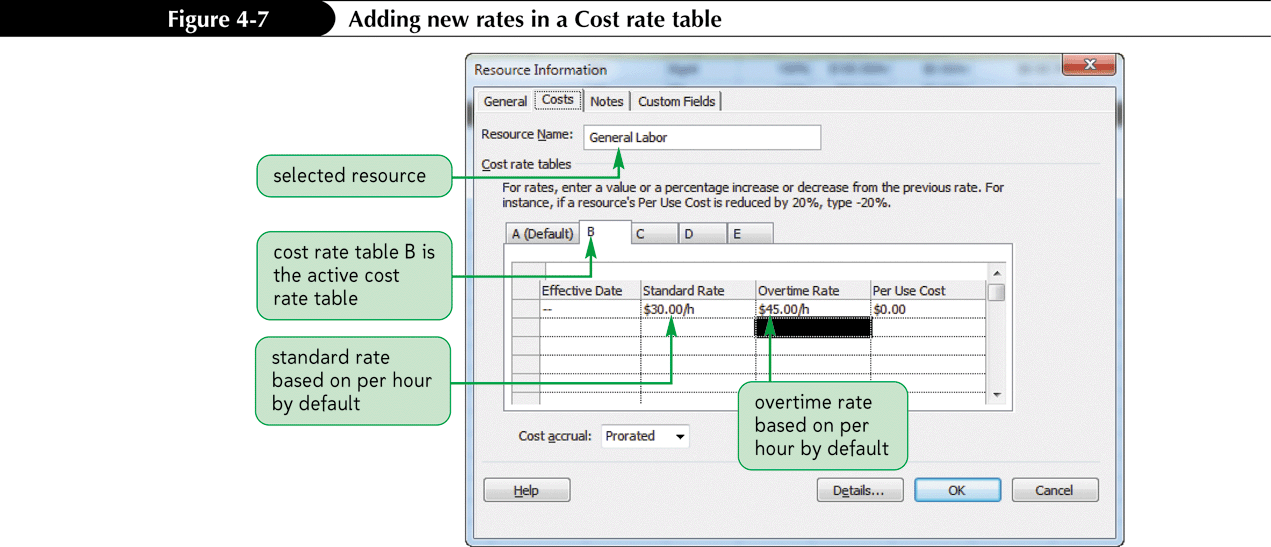 Figure 4-7 Adding new rates in a Cost rate table
Resource Information
General Costs Notes Custom Fields
Resource Name: General Labor
selected resource
Cost rate tables
For rates, enter a value or a percentage increase or decrease from the previous rate. For
instance, if a resource's Per Use Cost is reduced by 20%, type -20%.
A (Default) B C D E
cost rate table B is
the active cost
rate table
Effective Date Standard Rate Overtime Rate Per Use Cost
-- $30.00/h $45.00/h $0.00
standard rate
based on per hour
by default
overtime rate
based on per
hour by default
Cost accrual: Prorated
Help Details... OK Cancel